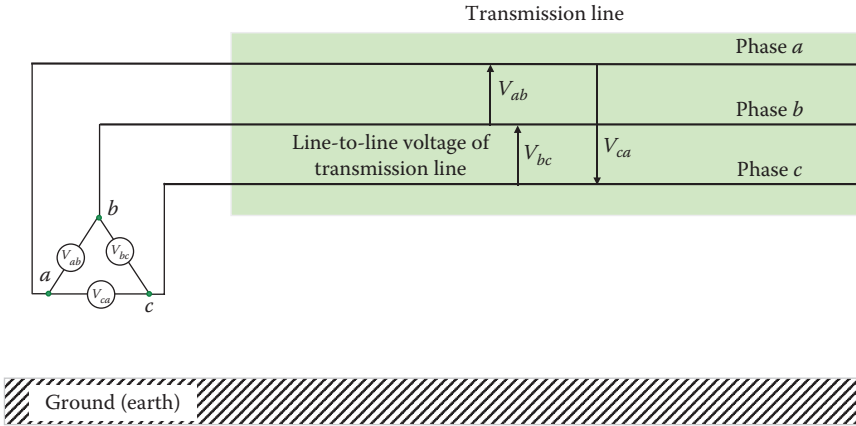 Transmission line
Phase a
V_ab
Phase b
Line-to-line voltage of
transmission line
V_bc
V_ca
Phase c
b
V_ab
V_bc
a
V_ca
c
Ground (earth)